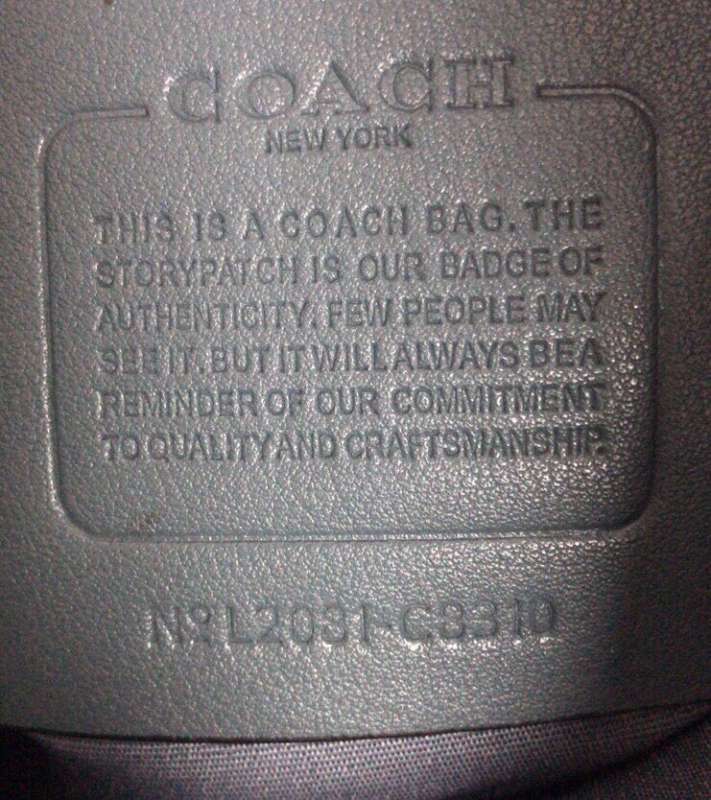 COACH
NEW YORK
THIS IS A COACH BAG. THE
STORYPATCH IS OUR BADGE OF
AUTHENTICITY. FEW PEOPLE MAY
SEE IT. BUT IT WILL ALWAYS BE A
REMINDER OF OUR COMMITMENT
TO QUALITY AND CRAFTSMANSHIP.
Nº L2031-C3310